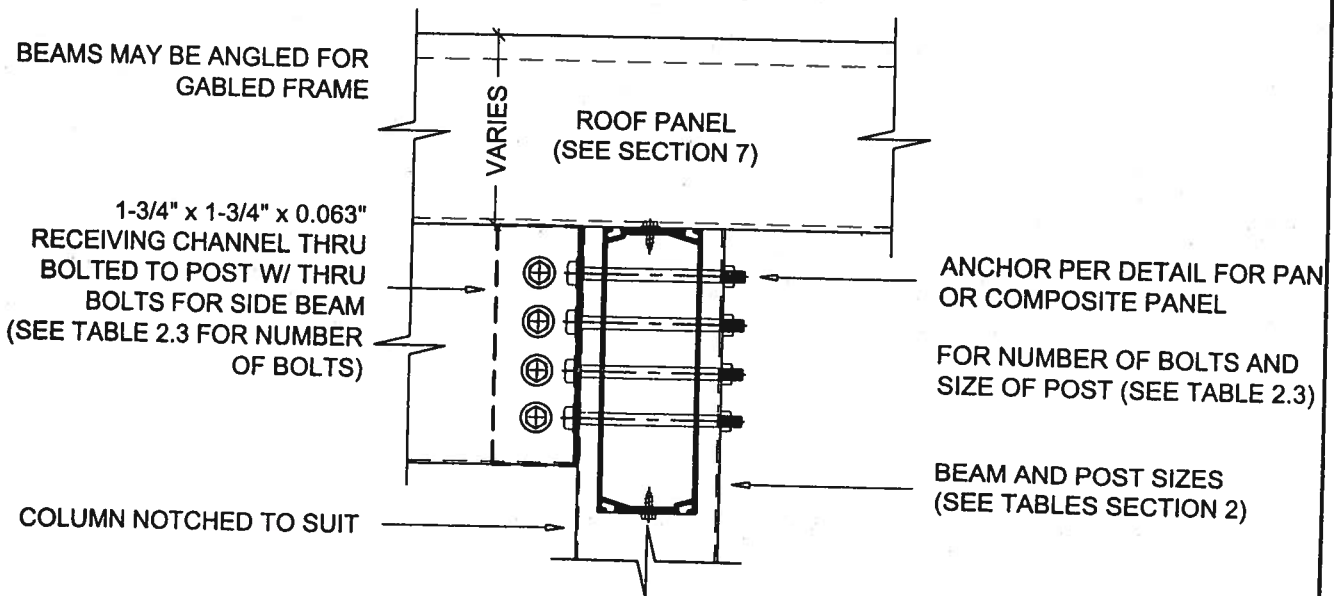 BEAMS MAY BE ANGLED FOR
GABLED FRAME
VARIES
ROOF PANEL
(SEE SECTION 7)
1-3/4" x 1-3/4" x 0.063"
RECEIVING CHANNEL THRU
BOLTED TO POST W/ THRU
BOLTS FOR SIDE BEAM
(SEE TABLE 2.3 FOR NUMBER
OF BOLTS)
ANCHOR PER DETAIL FOR PAN
OR COMPOSITE PANEL
FOR NUMBER OF BOLTS AND
SIZE OF POST (SEE TABLE 2.3)
BEAM AND POST SIZES
(SEE TABLES SECTION 2)
COLUMN NOTCHED TO SUIT